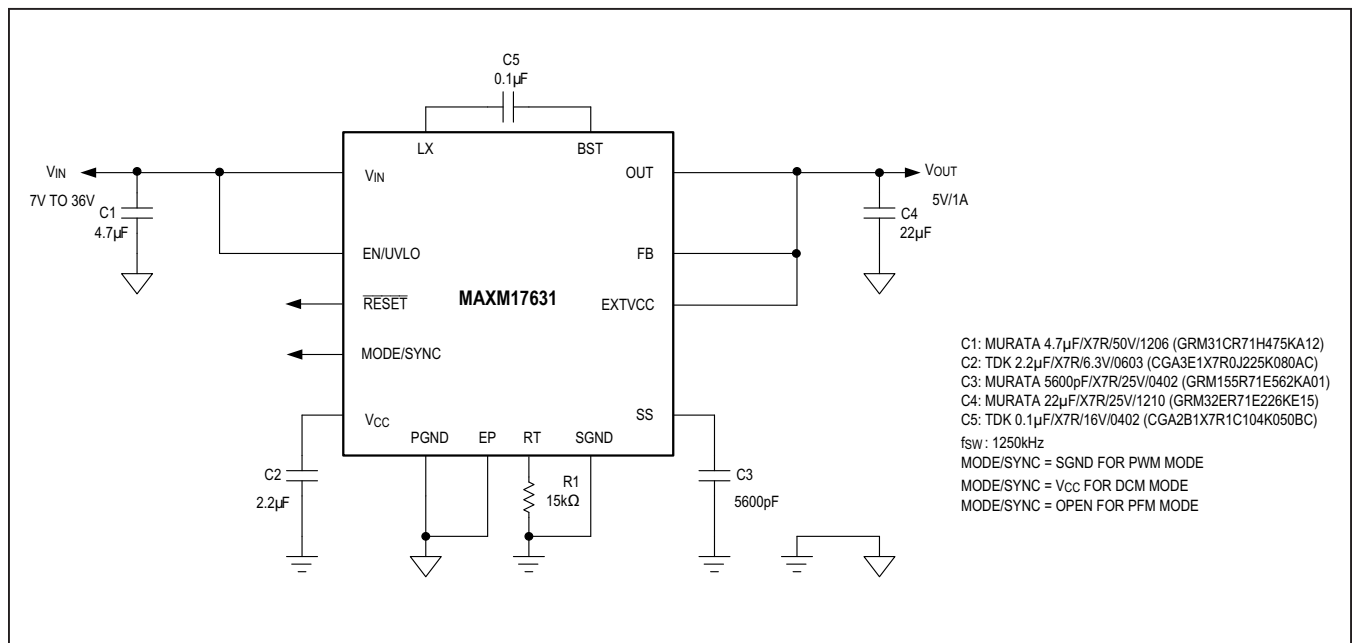 C5
0.1µF
LX
BST
VIN
7V TO 36V
C1
4.7µF
VIN
OUT
VOUT
5V/1A
C4
22µF
EN/UVLO
FB
RESET
MAXM17631
EXTVCC
MODE/SYNC
VCC
SS
PGND
EP
RT
SGND
C2
2.2µF
R1
15kΩ
C3
5600pF
C1: MURATA 4.7µF/X7R/50V/1206 (GRM31CR71H475KA12)
C2: TDK 2.2µF/X7R/6.3V/0603 (CGA3E1X7R0J225K080AC)
C3: MURATA 5600pF/X7R/25V/0402 (GRM155R71E562KA01)
C4: MURATA 22µF/X7R/25V/1210 (GRM32ER71E226KE15)
C5: TDK 0.1µF/X7R/16V/0402 (CGA2B1X7R1C104K050BC)
fSW : 1250kHz
MODE/SYNC = SGND FOR PWM MODE
MODE/SYNC = VCC FOR DCM MODE
MODE/SYNC = OPEN FOR PFM MODE